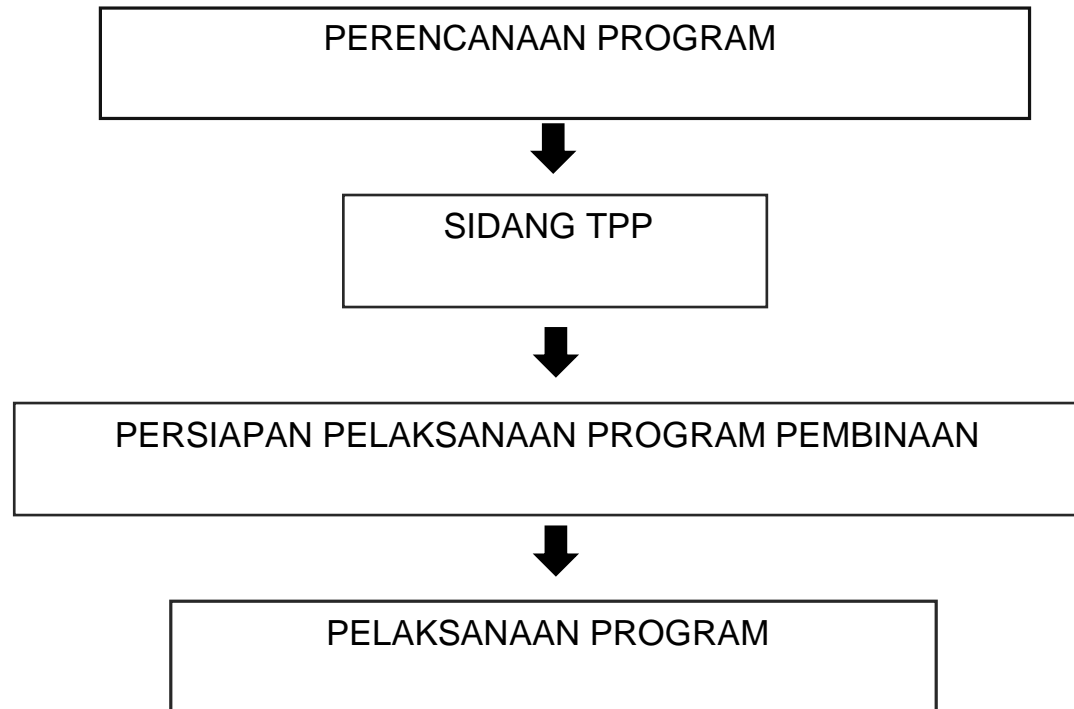 PERENCANAAN PROGRAM
SIDANG TPP
PERSIAPAN PELAKSANAAN PROGRAM PEMBINAAN
PELAKSANAAN PROGRAM